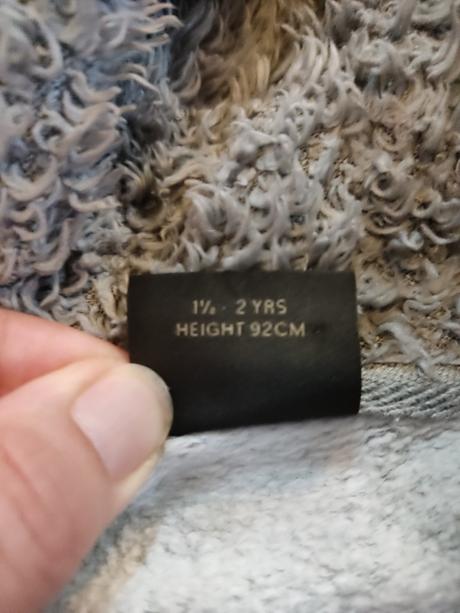 1½ - 2 YRS
HEIGHT 92CM